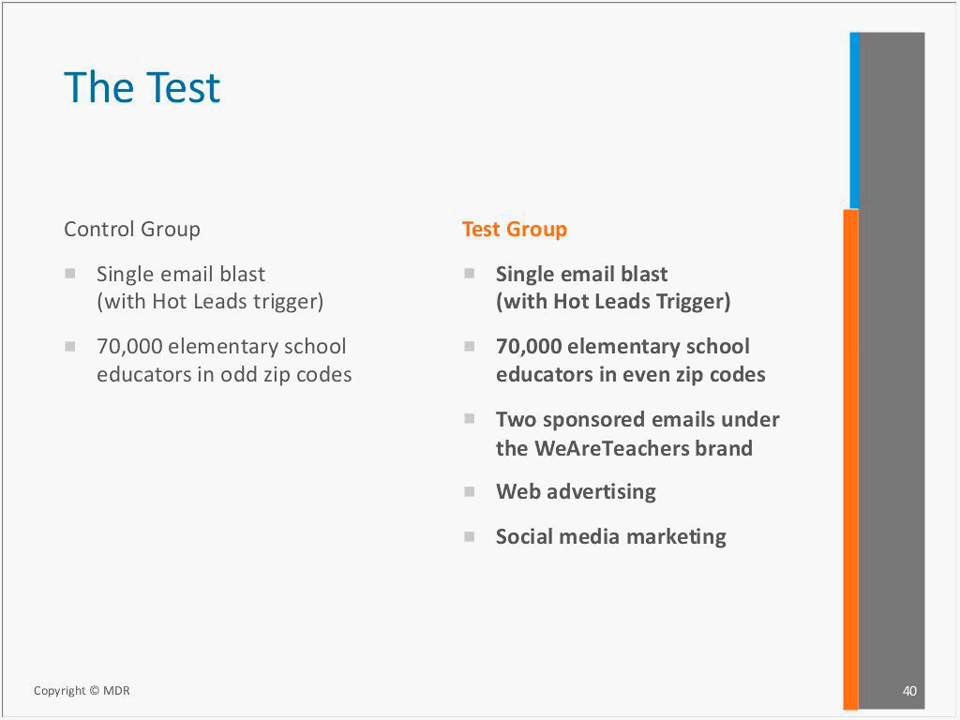 The Test
Control Group
Single email blast
(with Hot Leads trigger)
70,000 elementary school
educators in odd zip codes
Test Group
Single email blast
(with Hot Leads Trigger)
70,000 elementary school
educators in even zip codes
Two sponsored emails under
the WeAreTeachers brand
Web advertising
Social media marketing
Copyright © MDR
40